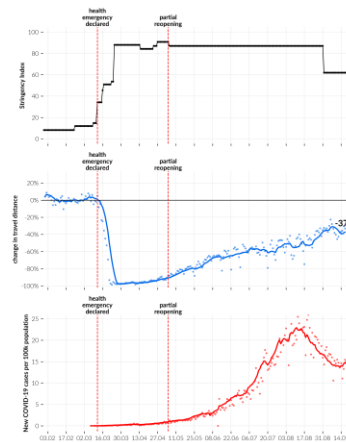 health
emergency
declared
partial
reopening
Stringency Index
100
80
60
40
20
0
health
emergency
declared
partial
reopening
change in travel distance
20%
0%
-20%
-40%
-60%
-80%
-100%
-37
health
emergency
declared
partial
reopening
New COVID-19 cases per 100k population
25
20
15
10
5
0
03.02 17.02 02.03 16.03 30.03 13.04 27.04 11.05 25.05 08.06 22.06 06.07 20.07 03.08 17.08 31.08 14.0